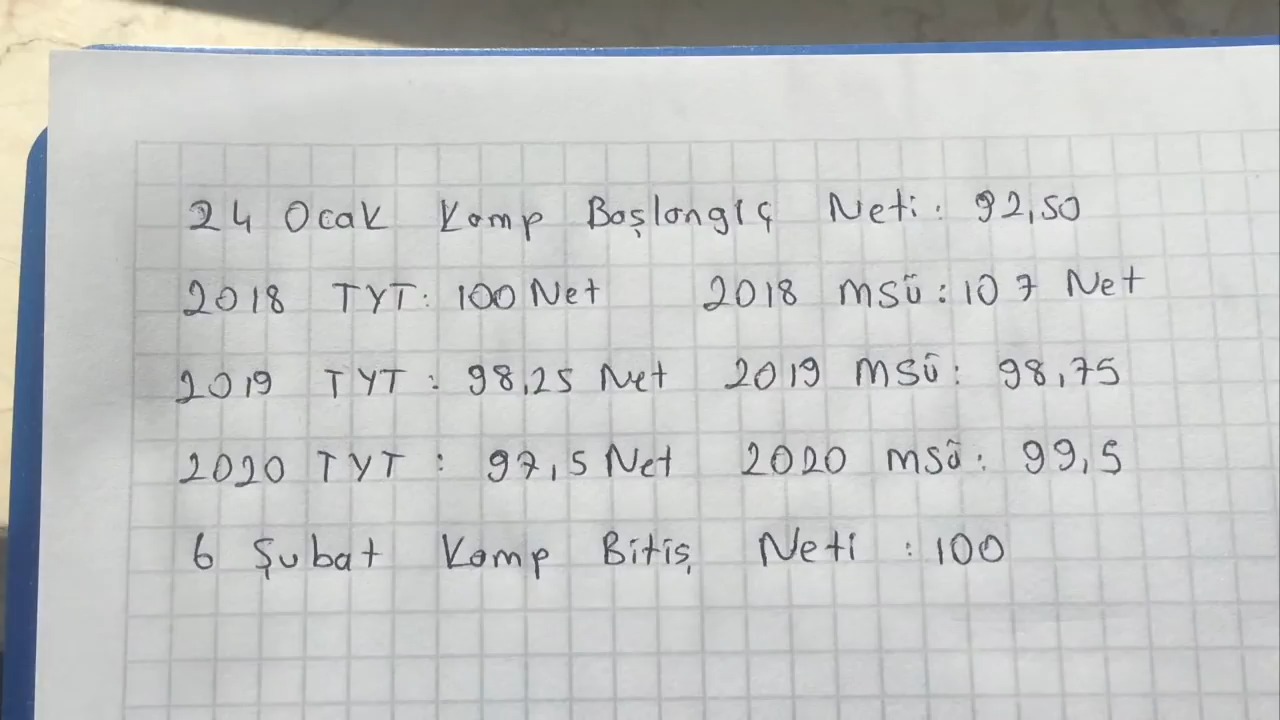 24 Ocak Kamp Başlangıç Neti: 92,50
2018 TYT: 100 Net 2018 MSÜ: 107 Net
2019 TYT: 98,25 Net 2019 MSÜ: 98,75
2020 TYT: 97,5 Net 2020 MSÜ: 99,5
6 Şubat Kamp Bitiş Neti: 100